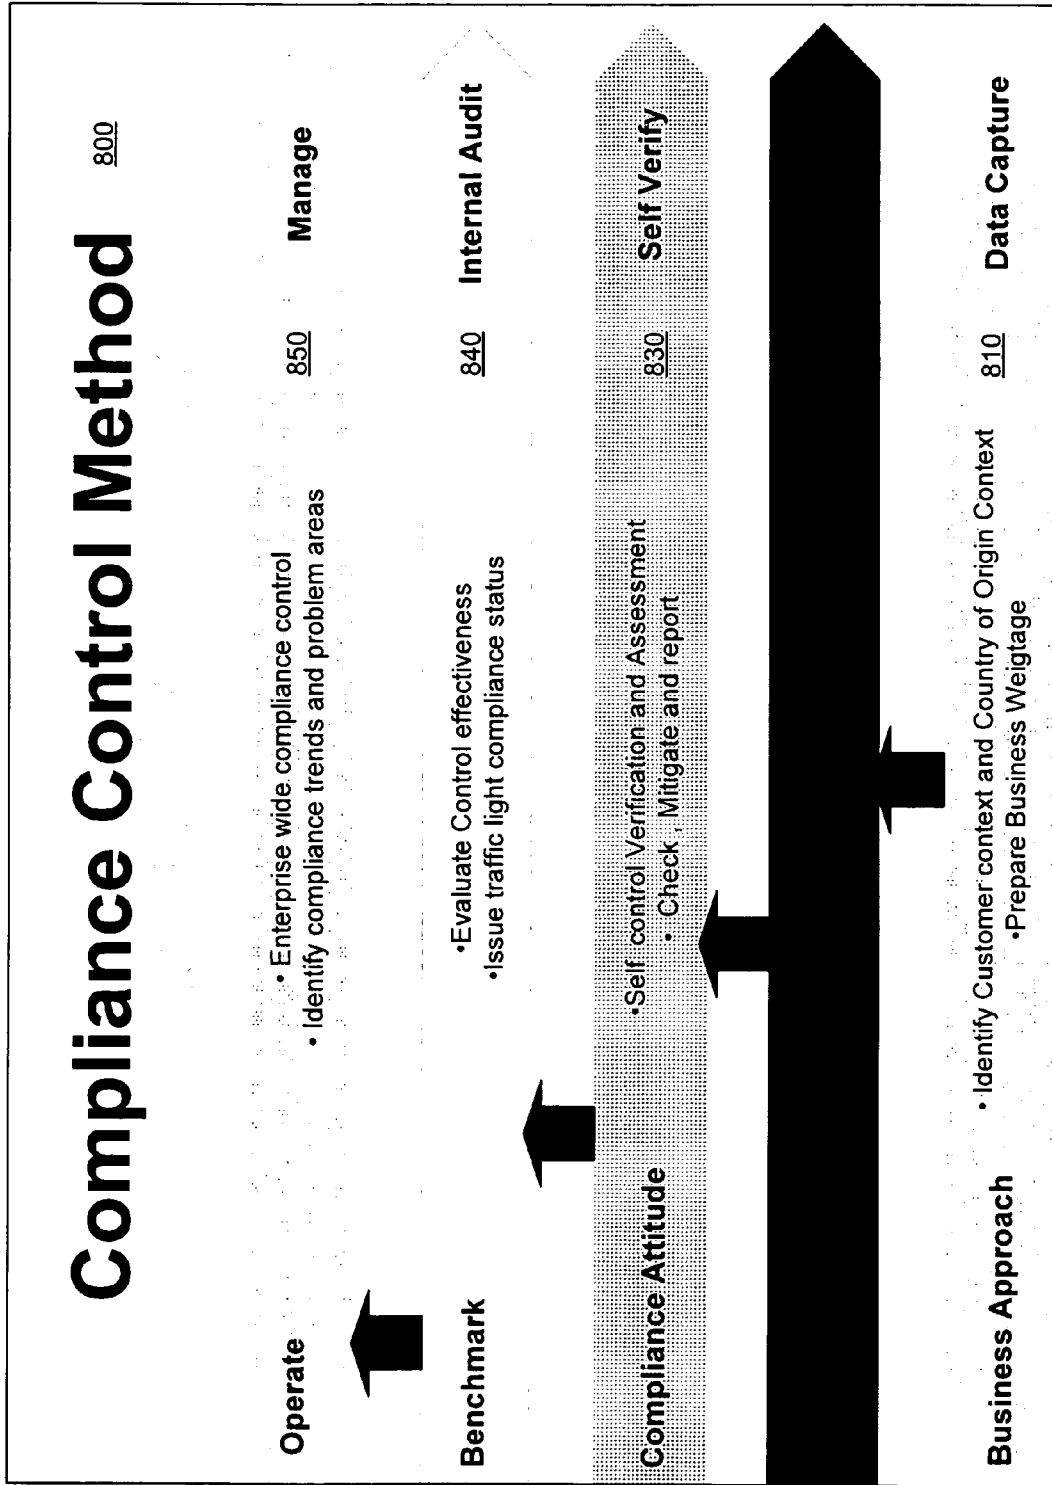 Compliance Control Method
800
Operate
• Enterprise wide compliance control
• Identify compliance trends and problem areas
850
Manage
Benchmark
•Evaluate Control effectiveness
•Issue traffic light compliance status
840
Internal Audit
Compliance Attitude
•Self control Verification and Assessment
• Check , Mitigate and report
830
Self Verify
Business Approach
• Identify Customer context and Country of Origin Context
•Prepare Business Weigtage
810
Data Capture